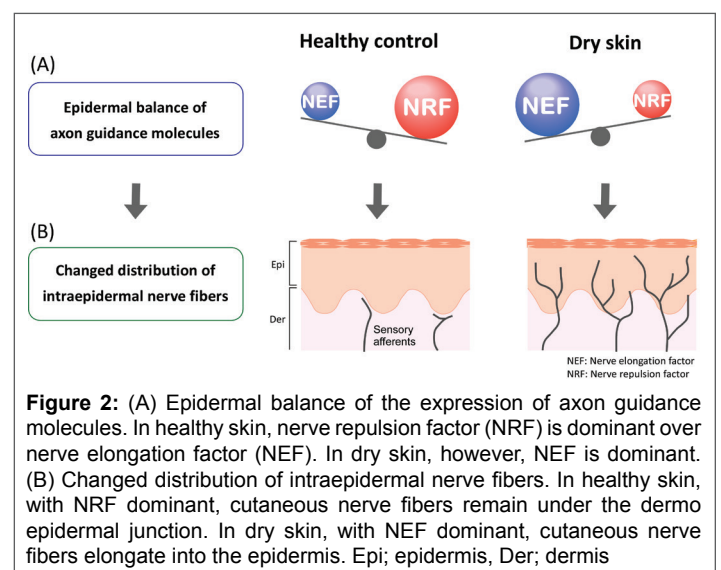 Healthy control
Dry skin
(A)
Epidermal balance of
axon guidance molecules
NEF
NRF
NEF
NRF
(B)
Changed distribution of
intraepidermal nerve fibers
Epi
Der
Sensory
afferents
NEF: Nerve elongation factor
NRF: Nerve repulsion factor
Figure 2: (A) Epidermal balance of the expression of axon guidance
molecules. In healthy skin, nerve repulsion factor (NRF) is dominant over
nerve elongation factor (NEF). In dry skin, however, NEF is dominant.
(B) Changed distribution of intraepidermal nerve fibers. In healthy skin,
with NRF dominant, cutaneous nerve fibers remain under the dermo
epidermal junction. In dry skin, with NEF dominant, cutaneous nerve
fibers elongate into the epidermis. Epi; epidermis, Der; dermis